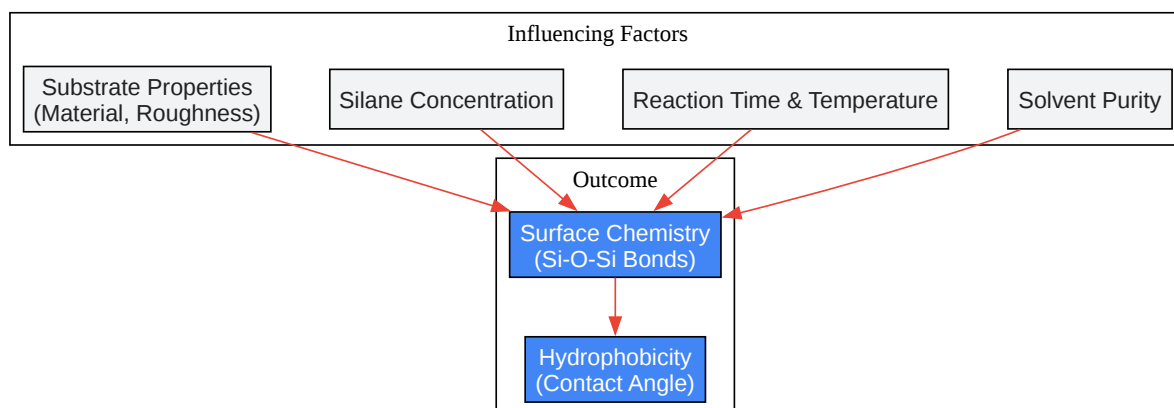 Influencing Factors
Substrate Properties
(Material, Roughness)
Silane Concentration
Reaction Time & Temperature
Solvent Purity
Outcome
Surface Chemistry
(Si-O-Si Bonds)
Hydrophobicity
(Contact Angle)